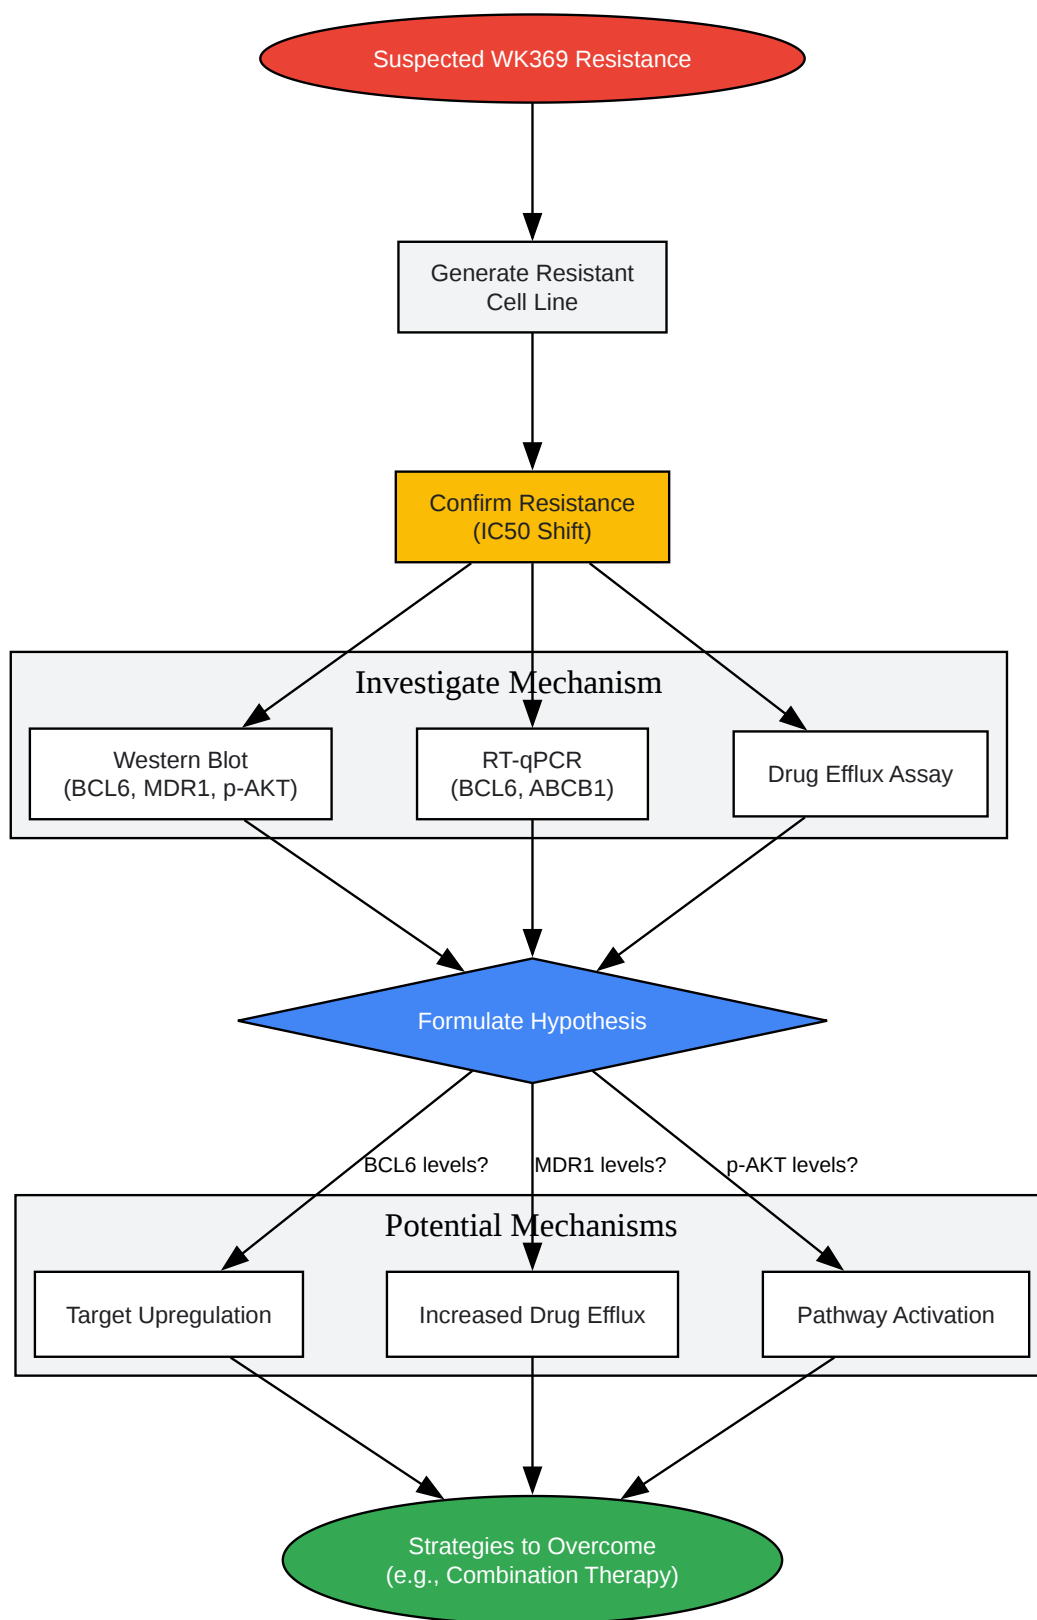 Suspected WK369 Resistance
Generate Resistant
Cell Line
Confirm Resistance
(IC50 Shift)
Investigate Mechanism
Western Blot
(BCL6, MDR1, p-AKT)
RT-qPCR
(BCL6, ABCB1)
Drug Efflux Assay
Formulate Hypothesis
BCL6 levels?
MDR1 levels?
p-AKT levels?
Potential Mechanisms
Target Upregulation
Increased Drug Efflux
Pathway Activation
Strategies to Overcome
(e.g., Combination Therapy)